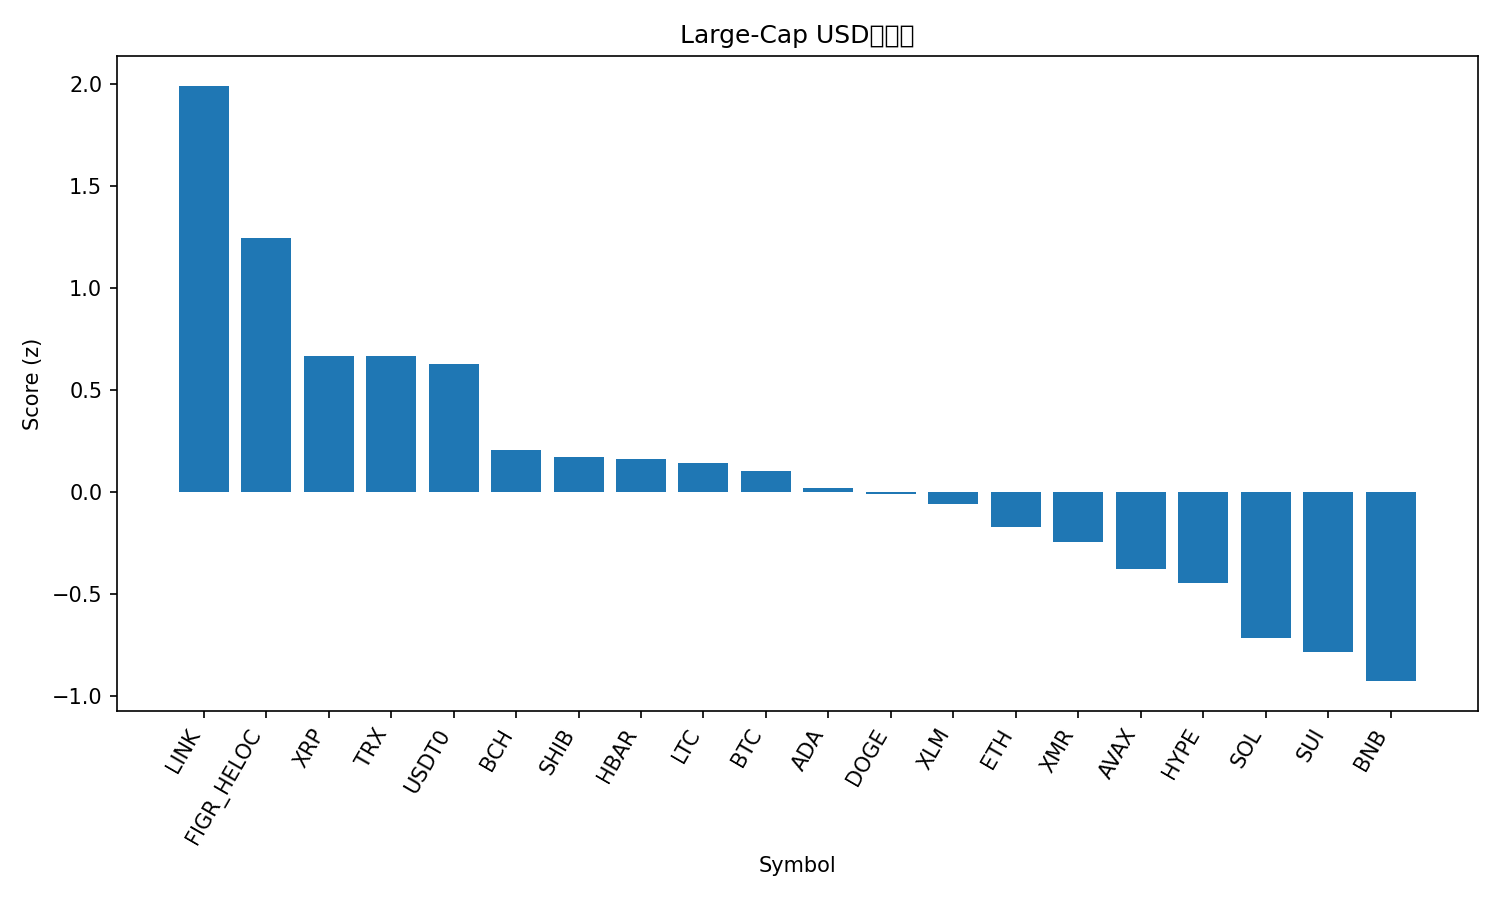 Large-Cap USD
2.0
1.5
1.0
0.5
0.0
−0.5
−1.0
Score (z)
LINK
FIGR_HELOC
XRP
TRX
USDT0
BCH
SHIB
HBAR
LTC
BTC
ADA
DOGE
XLM
ETH
XMR
AVAX
HYPE
SOL
SUI
BNB
Symbol